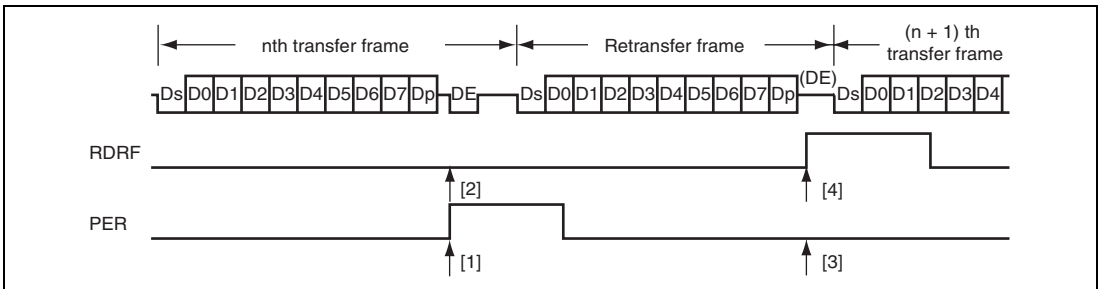 nth transfer frame
Retransfer frame
(n + 1) th
transfer frame
(DE)
Ds D0 D1 D2 D3 D4 D5 D6 D7 Dp DE Ds D0 D1 D2 D3 D4 D5 D6 D7 Dp Ds D0 D1 D2 D3 D4
RDRF
[2]
[4]
PER
[1]
[3]